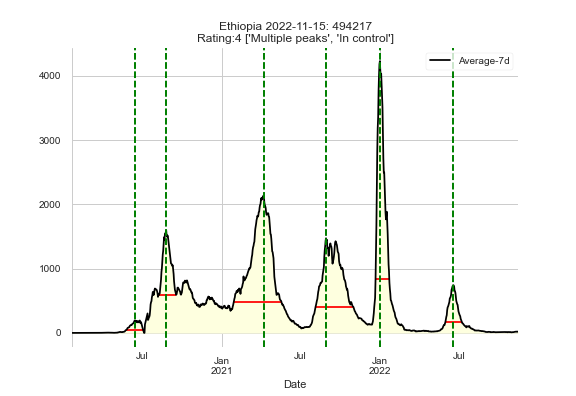 Ethiopia 2022-11-15: 494217
Rating:4 ['Multiple peaks', 'In control']
Average-7d
4000
3000
2000
1000
0
Jul
Jan
2021
Jul
Jan
2022
Jul
Date